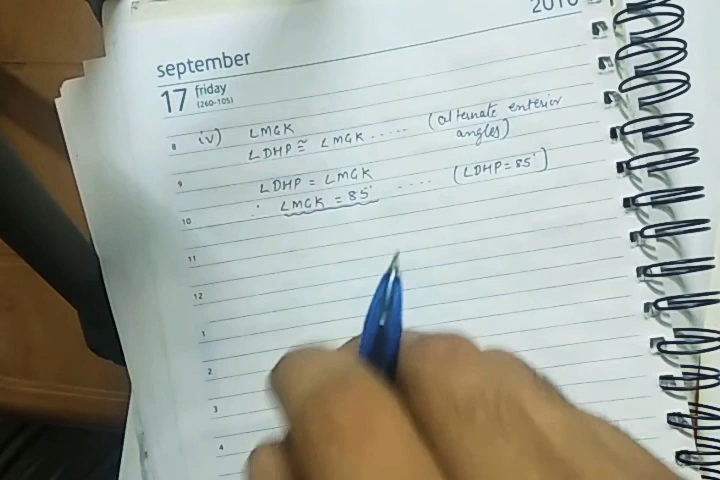 2010
september
17 friday
(260-105)
8 iv) ∠MGK
∠DHP ≅ ∠MGK ..... (alternate exterior angles)
9
∠DHP = ∠MGK
10 ∴ ∠MGK = 85° .... (∠DHP = 85°)
11
12
1
2
3
4